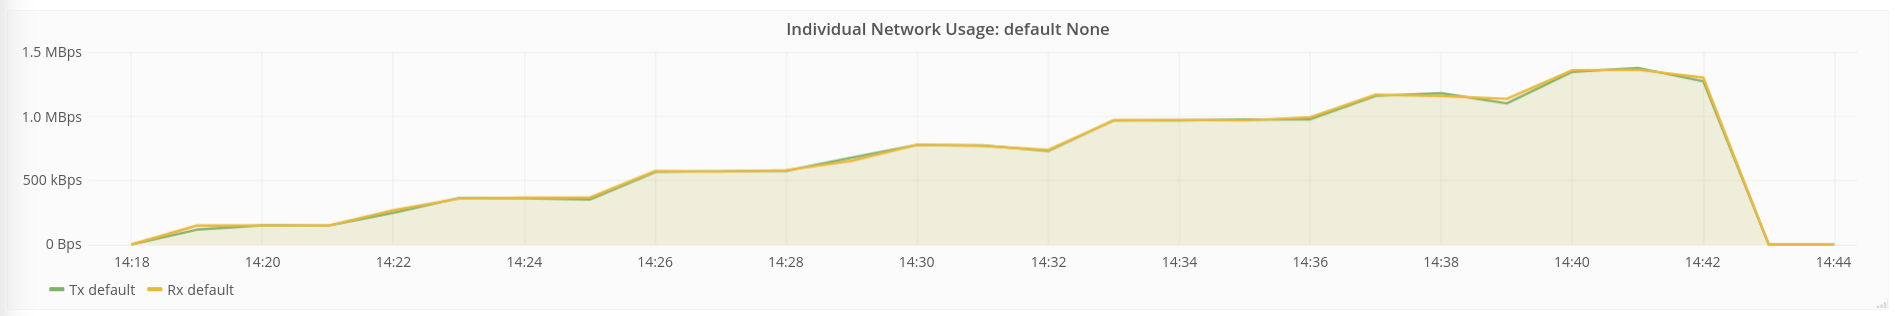 Individual Network Usage: default None
1.5 MBps
1.0 MBps
500 kBps
0 Bps
14:18 14:20 14:22 14:24 14:26 14:28 14:30 14:32 14:34 14:36 14:38 14:40 14:42 14:44
Tx default Rx default